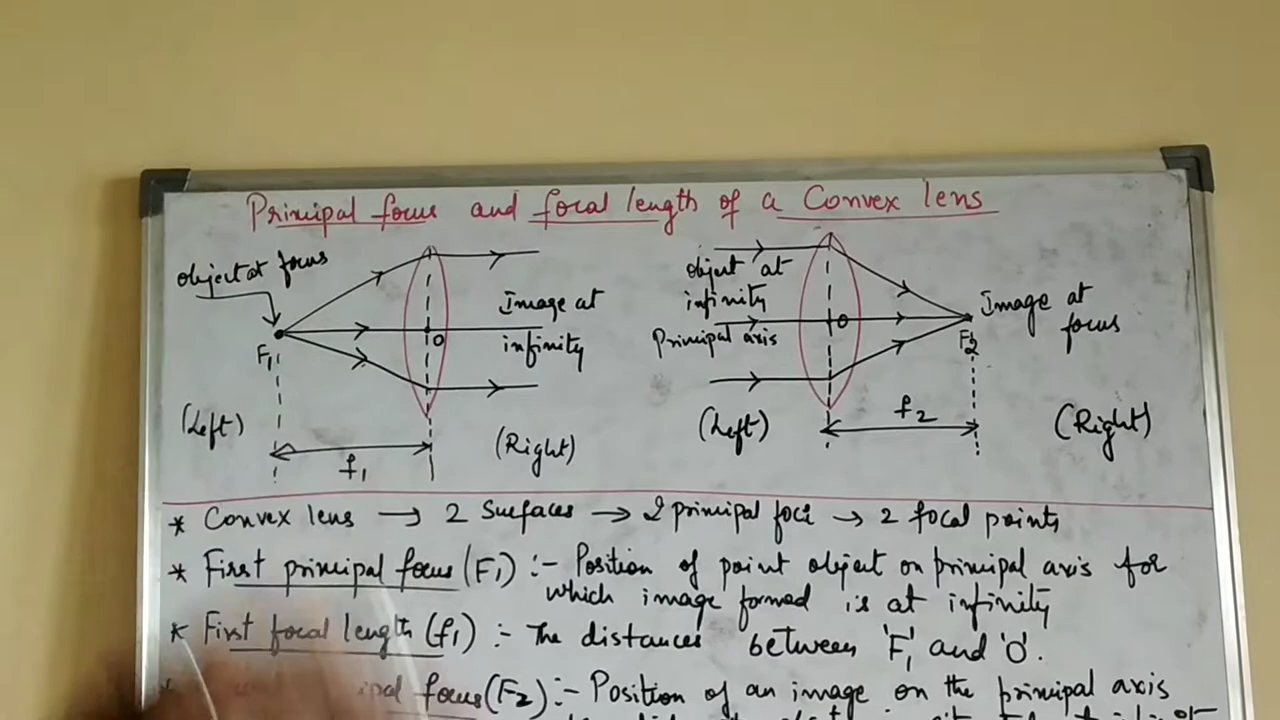 Principal focus and focal length of a Convex lens
Object at focus
F1
O
Image at
infinity
(Left)
f1
(Right)
Object at
infinity
Principal axis
O
F2
Image at
focus
(Left)
f2
(Right)
* Convex lens → 2 Surfaces → 2 principal foci → 2 focal points
* First principal focus (F1) :- Position of point object on principal axis for
which image formed is at infinity
* First focal length (f1) :- The distances between 'F1' and 'O'.
focus (F2) :- Position of an image on the principal axis